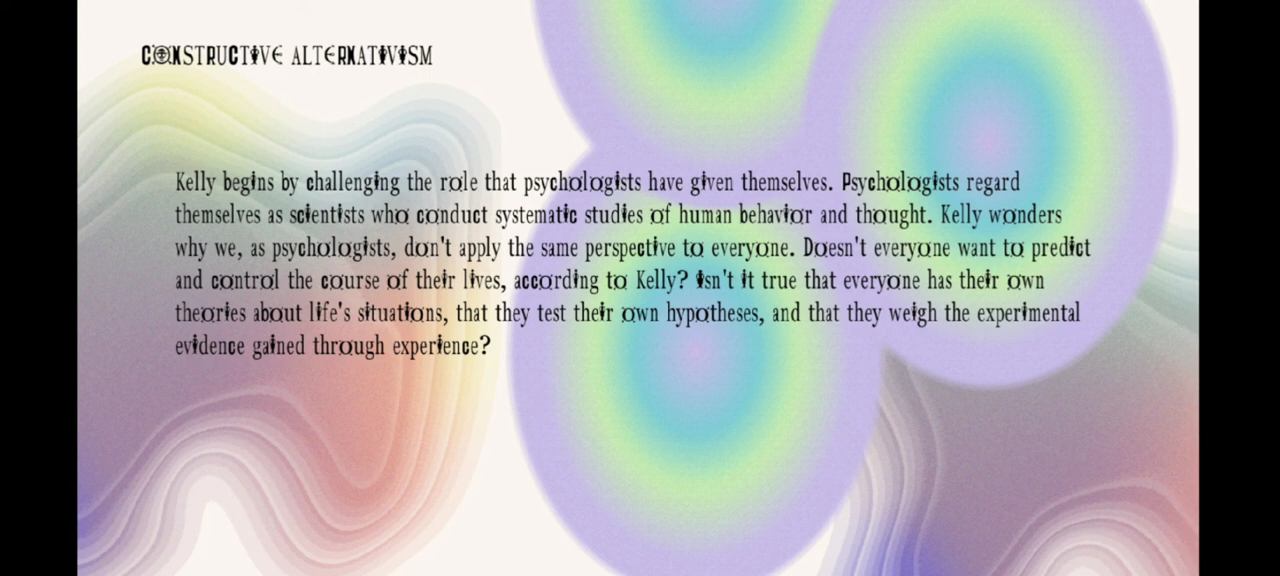 CONSTRUCTIVE ALTERNATIVISM
Kelly begins by challenging the role that psychologists have given themselves. Psychologists regard
themselves as scientists who conduct systematic studies of human behavior and thought. Kelly wonders
why we, as psychologists, don't apply the same perspective to everyone. Doesn't everyone want to predict
and control the course of their lives, according to Kelly? Isn't it true that everyone has their own
theories about life's situations, that they test their own hypotheses, and that they weigh the experimental
evidence gained through experience?